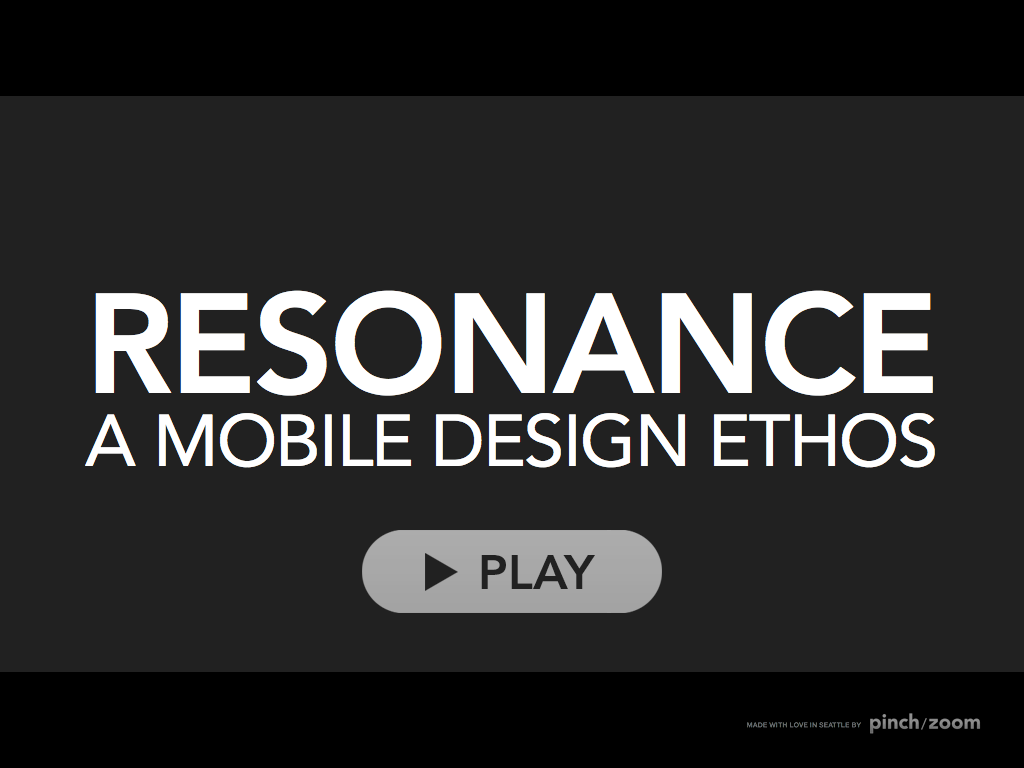 RESONANCE
A MOBILE DESIGN ETHOS
PLAY
MADE WITH LOVE IN SEATTLE BY pinch/zoom